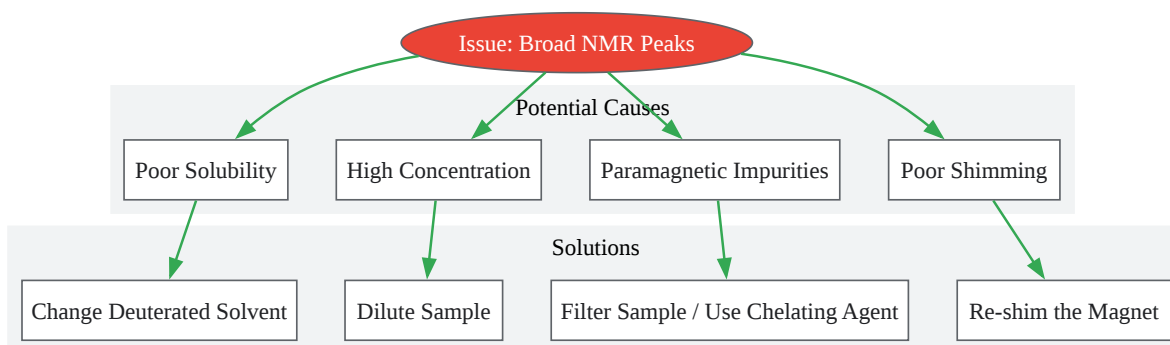 Issue: Broad NMR Peaks
Potential Causes
Poor Solubility
High Concentration
Paramagnetic Impurities
Poor Shimming
Solutions
Change Deuterated Solvent
Dilute Sample
Filter Sample / Use Chelating Agent
Re-shim the Magnet